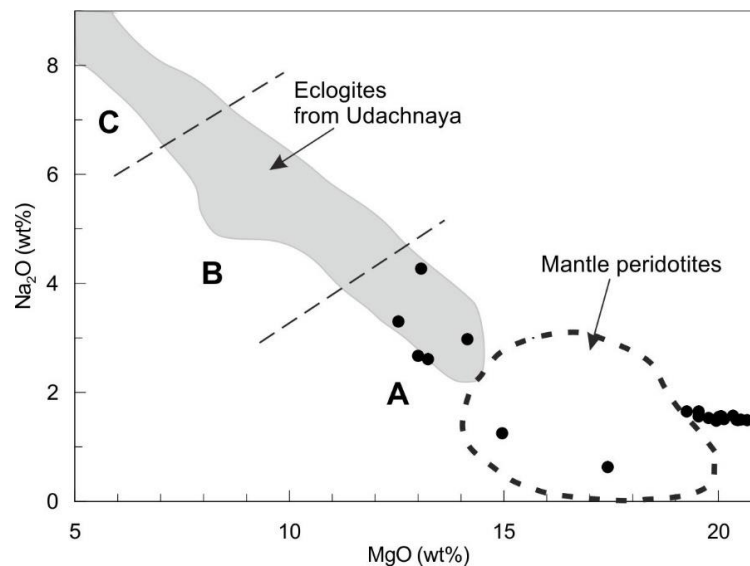 8
6
4
2
0
Na₂O (wt%)
C
B
A
Eclogites
from Udachnaya
Mantle peridotites
5
10
15
20
MgO (wt%)